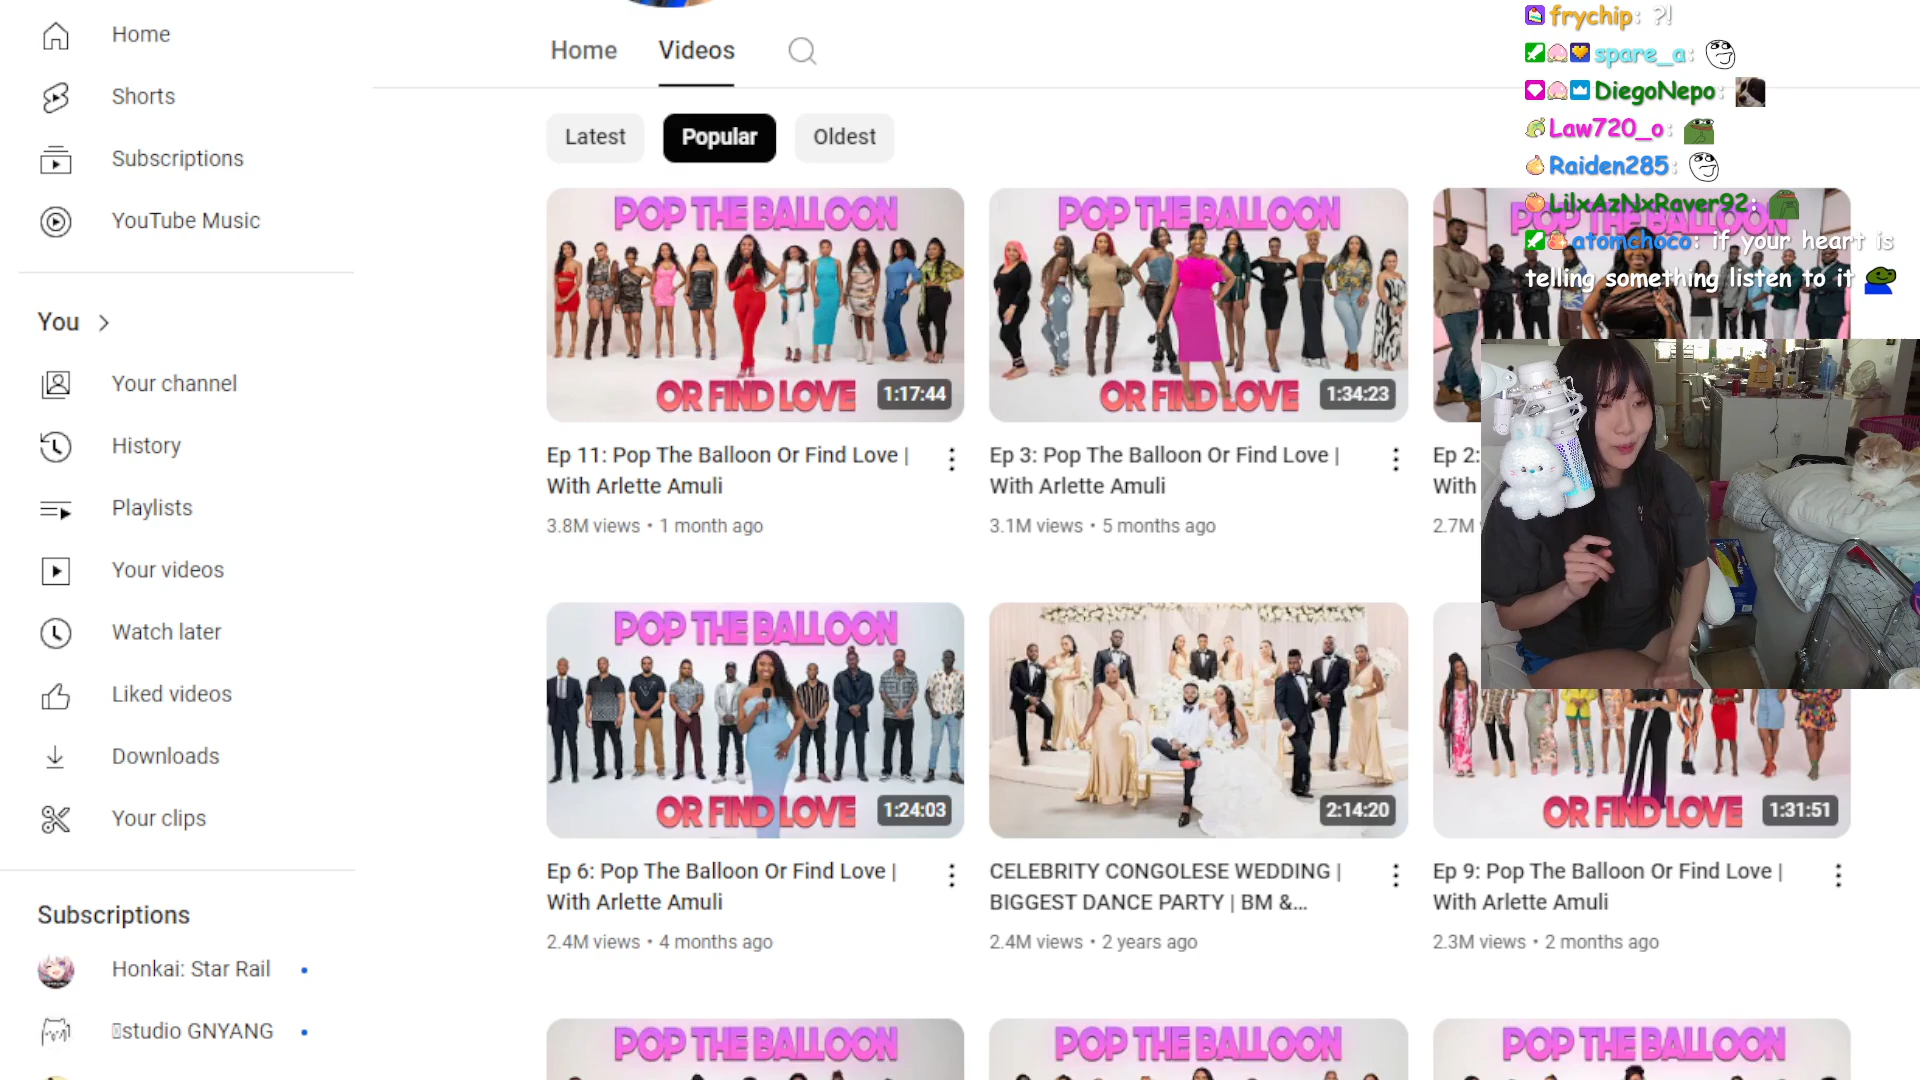 Home
Shorts
Subscriptions
YouTube Music
You
Your channel
History
Playlists
Your videos
Watch later
Liked videos
Downloads
Your clips
Subscriptions
Honkai: Star Rail
studio GNYANG
Home Videos
Latest Popular Oldest
POP THE BALLOON
OR FIND LOVE
1:17:44
Ep 11: Pop The Balloon Or Find Love |
With Arlette Amuli
3.8M views • 1 month ago
POP THE BALLOON
OR FIND LOVE
1:34:23
Ep 3: Pop The Balloon Or Find Love |
With Arlette Amuli
3.1M views • 5 months ago
POP THE BALLOON
Ep 2:
With
2.7M
OR FIND LOVE
1:31:51
Ep 9: Pop The Balloon Or Find Love |
With Arlette Amuli
2.3M views • 2 months ago
POP THE BALLOON
OR FIND LOVE
1:24:03
Ep 6: Pop The Balloon Or Find Love |
With Arlette Amuli
2.4M views • 4 months ago
2:14:20
CELEBRITY CONGOLESE WEDDING |
BIGGEST DANCE PARTY | BM &...
2.4M views • 2 years ago
POP THE BALLOON
POP THE BALLOON
POP THE BALLOON
frychip: ?!
spare_a:
DiegoNepo:
Law720_o:
Raiden285:
LilxAzNxRaver92:
atomchoco: if your heart is
telling something listen to it